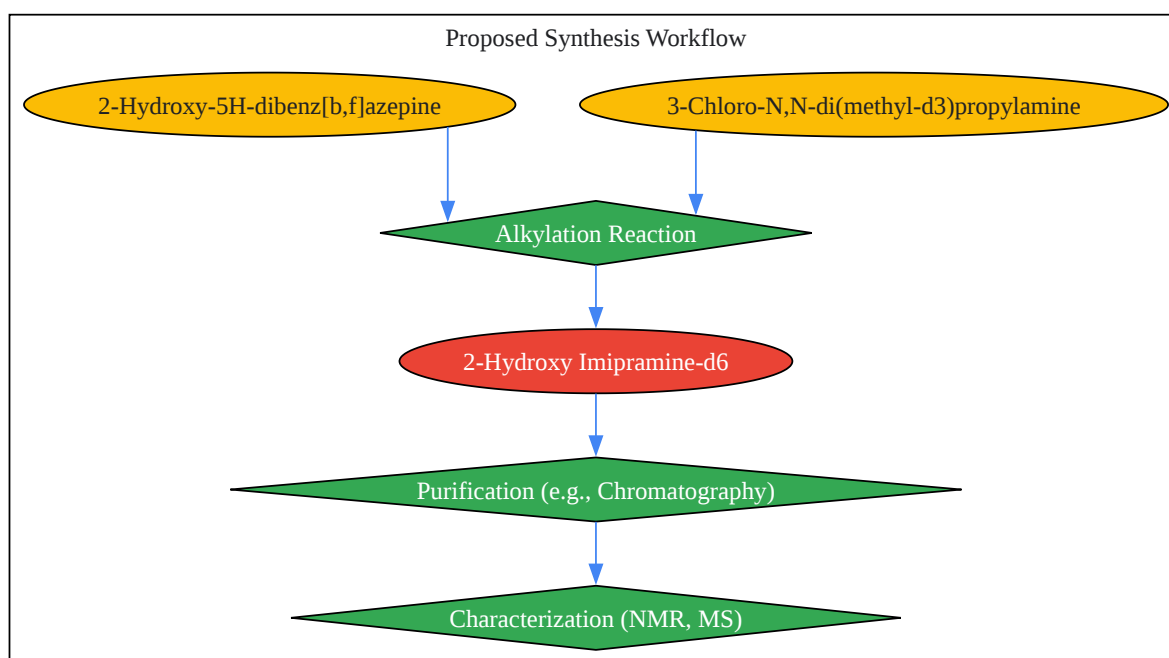 Proposed Synthesis Workflow
2-Hydroxy-5H-dibenz[b,f]azepine
3-Chloro-N,N-di(methyl-d3)propylamine
Alkylation Reaction
2-Hydroxy Imipramine-d6
Purification (e.g., Chromatography)
Characterization (NMR, MS)